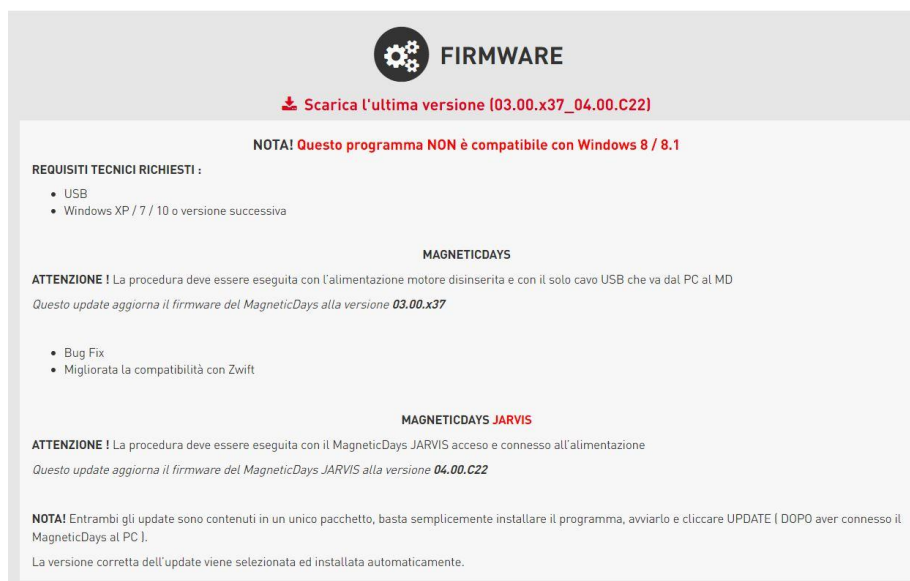 FIRMWARE
Scarica l'ultima versione (03.00.x37_04.00.C22)
NOTA! Questo programma NON è compatibile con Windows 8 / 8.1
REQUISITI TECNICI RICHIESTI :
• USB
• Windows XP / 7 / 10 o versione successiva
MAGNETICDAYS
ATTENZIONE ! La procedura deve essere eseguita con l'alimentazione motore disinserita e con il solo cavo USB che va dal PC al MD
Questo update aggiorna il firmware del MagneticDays alla versione 03.00.x37
• Bug Fix
• Migliorata la compatibilità con Zwift
MAGNETICDAYS JARVIS
ATTENZIONE ! La procedura deve essere eseguita con il MagneticDays JARVIS acceso e connesso all'alimentazione
Questo update aggiorna il firmware del MagneticDays JARVIS alla versione 04.00.C22
NOTA! Entrambi gli update sono contenuti in un unico pacchetto, basta semplicemente installare il programma, avviarlo e cliccare UPDATE ( DOPO aver connesso il
MagneticDays al PC ).
La versione corretta dell'update viene selezionata ed installata automaticamente.